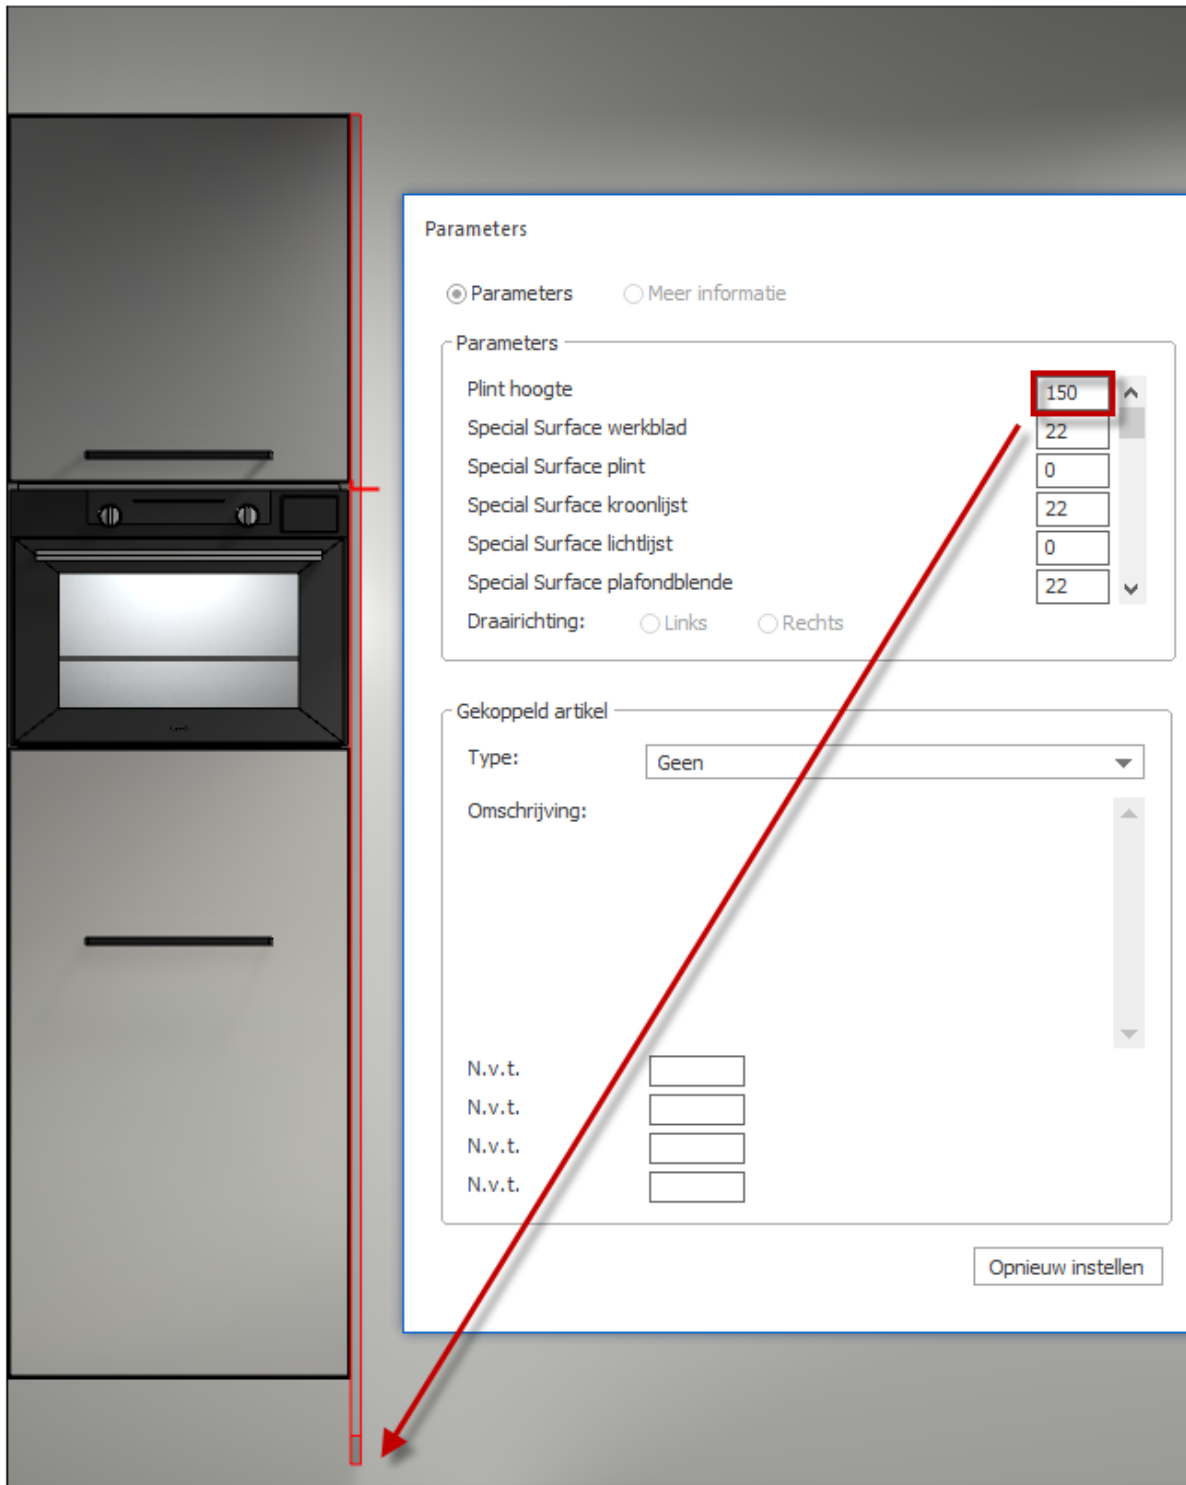 Parameters
Parameters Meer informatie
Parameters
Plint hoogte 150
Special Surface werkblad 22
Special Surface plint 0
Special Surface kroonlijst 22
Special Surface lichtlijst 0
Special Surface plafondblende 22
Draairichting: Links Rechts
Gekoppeld artikel
Type: Geen
Omschrijving:
N.v.t.
N.v.t.
N.v.t.
N.v.t.
Opnieuw instellen